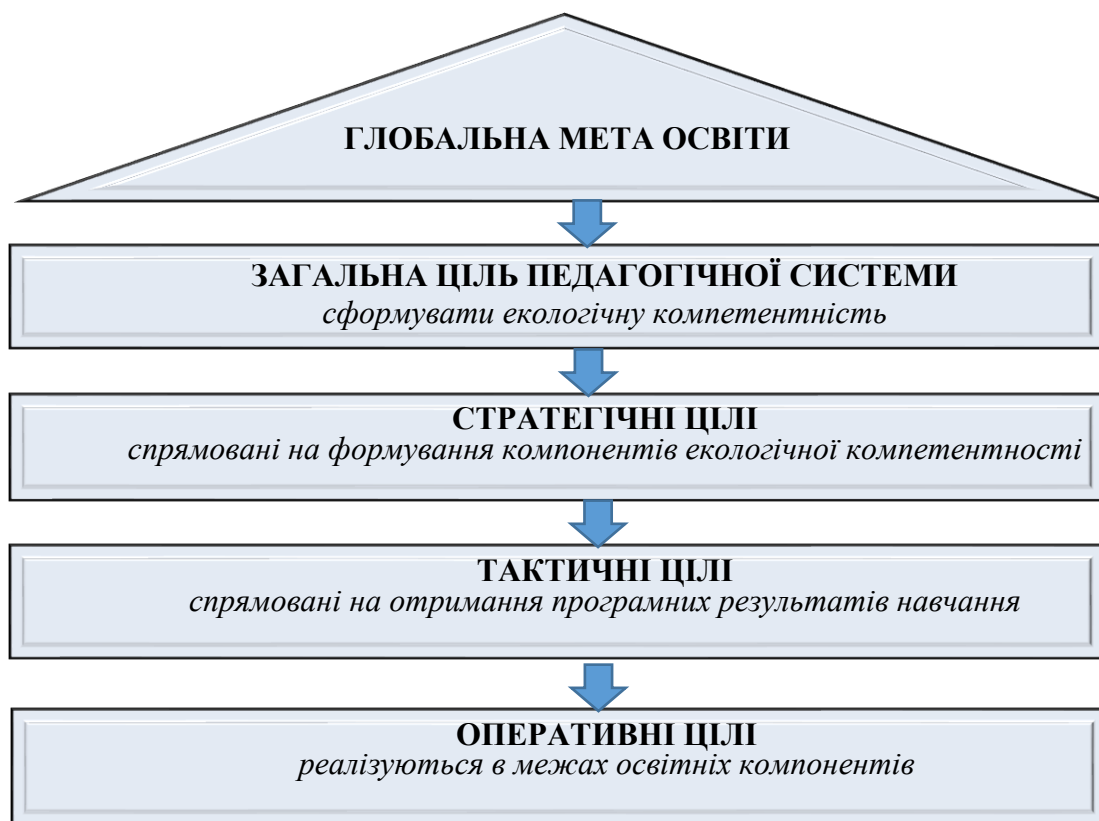 ГЛОБАЛЬНА МЕТА ОСВІТИ
ЗАГАЛЬНА ЦІЛЬ ПЕДАГОГІЧНОЇ СИСТЕМИ
сформувати екологічну компетентність
СТРАТЕГІЧНІ ЦІЛІ
спрямовані на формування компонентів екологічної компетентності
ТАКТИЧНІ ЦІЛІ
спрямовані на отримання програмних результатів навчання
ОПЕРАТИВНІ ЦІЛІ
реалізуються в межах освітніх компонентів